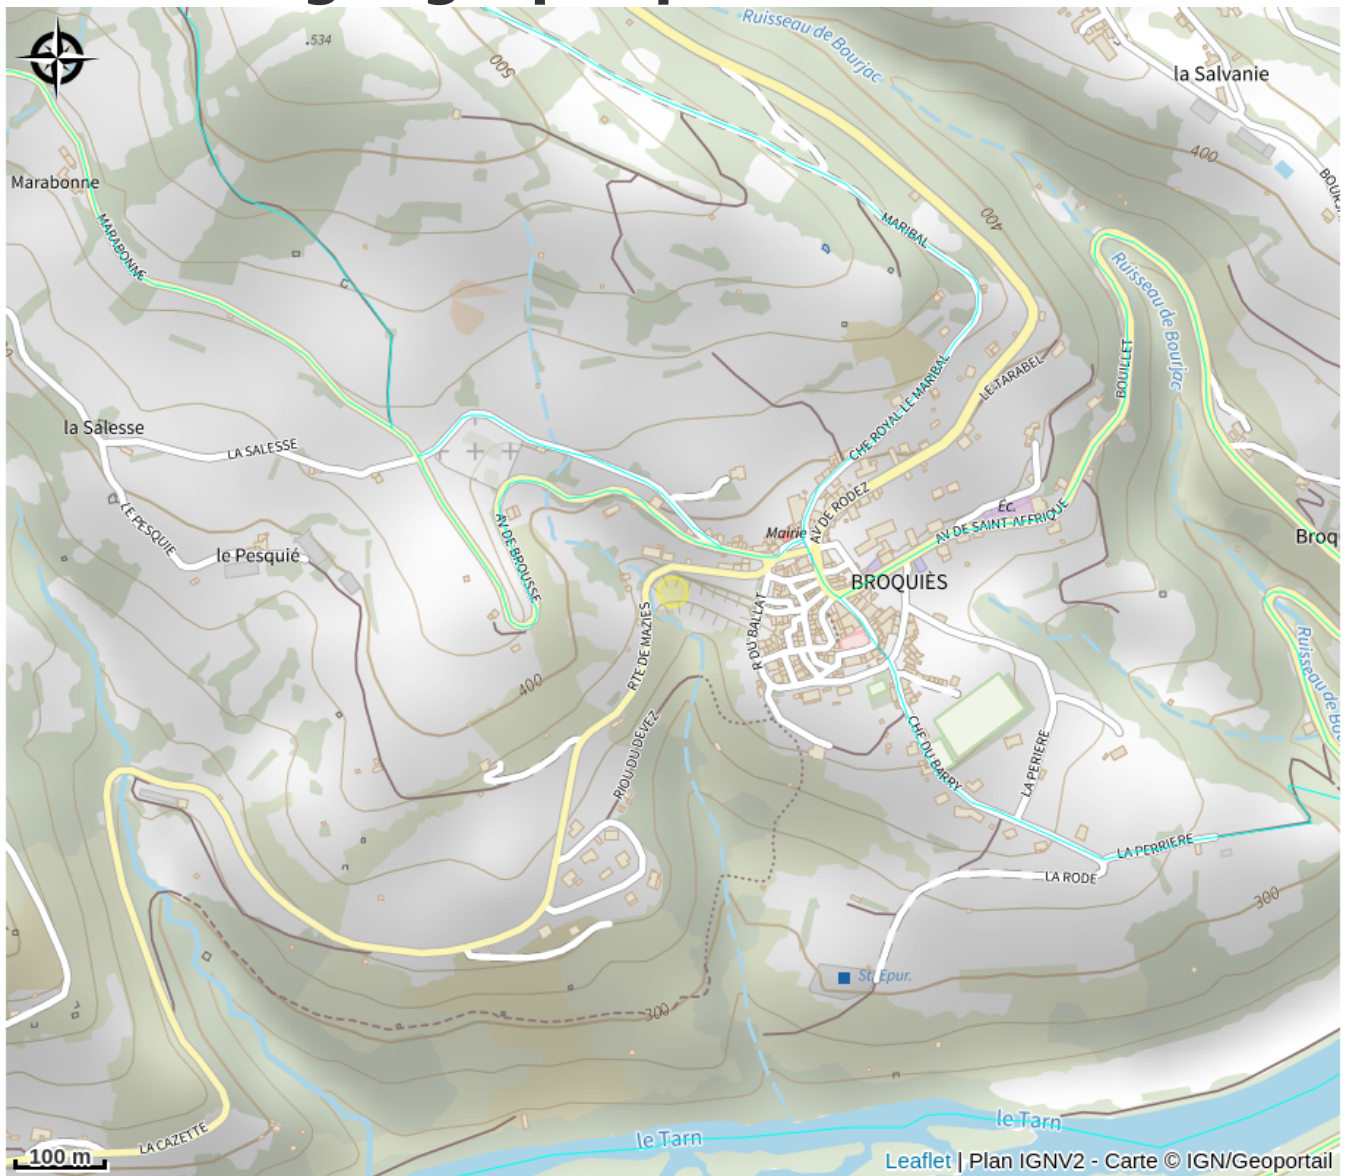 Ruisseau de Bourjac
.534
500
la Salvanie
400
Marabonne
BOURS
MARABONNE
MARIBAL
400
Ruisseau de Bourjac
BOUILLET
LE TARABEL
CHE ROYAL LE MARIBAL
la Salesse
LA SALESSE
AV DE RODEZ
Éc.
LE PESQUIE
AV DE BROUSSE
Mairie
AV DE SAINT-AFFRIQUE
Broq
le Pesquié
BROQUIÈS
R DU BALLAT
RTE DE MAZIES
Ruisseau de Bo
400
RIOU DU DEVEZ
CHE DU BARRY
LA PERIERE
LA PERRIERE
LA RODE
300
St. Epur.
300
le Tarn
le Tarn
LA CAZETTE
100 m
Leaflet | Plan IGNV2 - Carte © IGN/Geoportail